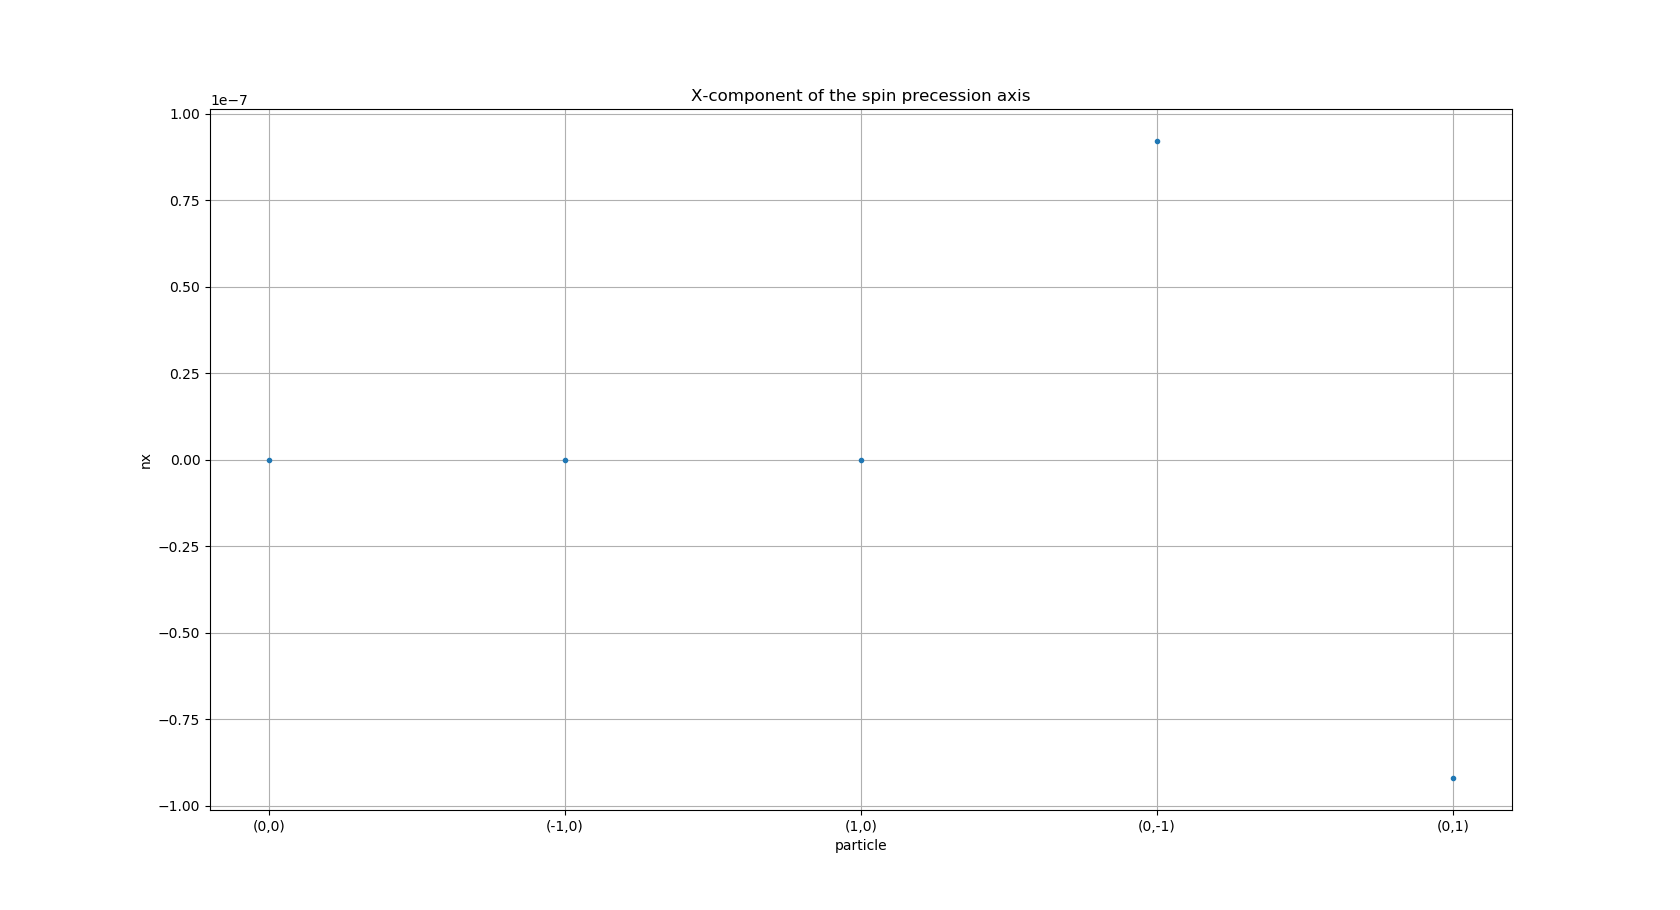 X-component of the spin precession axis
1e−7
1.00
0.75
0.50
0.25
0.00
−0.25
−0.50
−0.75
−1.00
nx
(0,0) (-1,0) (1,0) (0,-1) (0,1)
particle